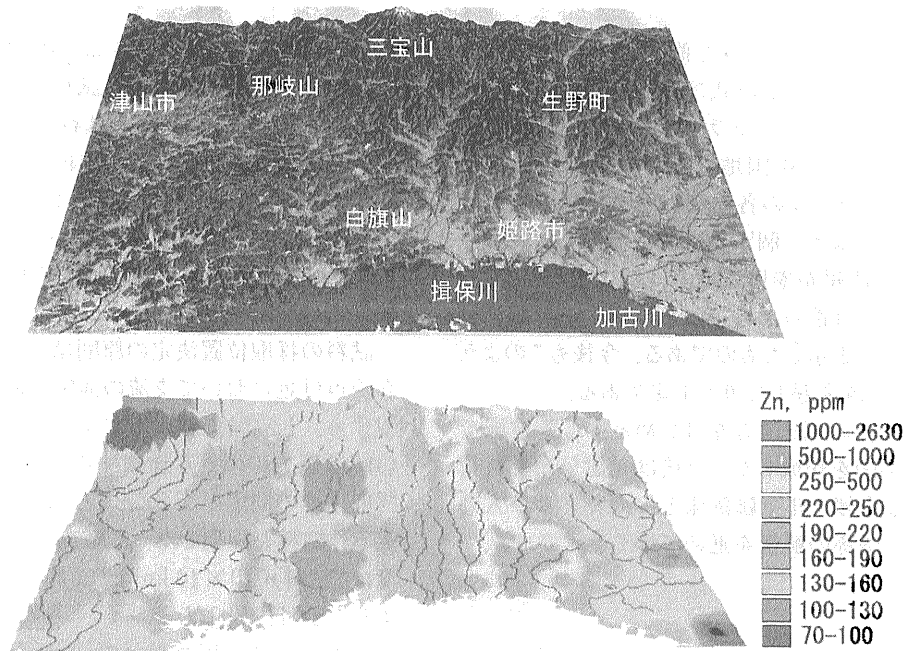 三宝山
那岐山
生野町
津山市
白旗山
姫路市
揖保川
加古川
Zn, ppm
1000-2630
500-1000
250-500
220-250
190-220
160-190
130-160
100-130
70-100